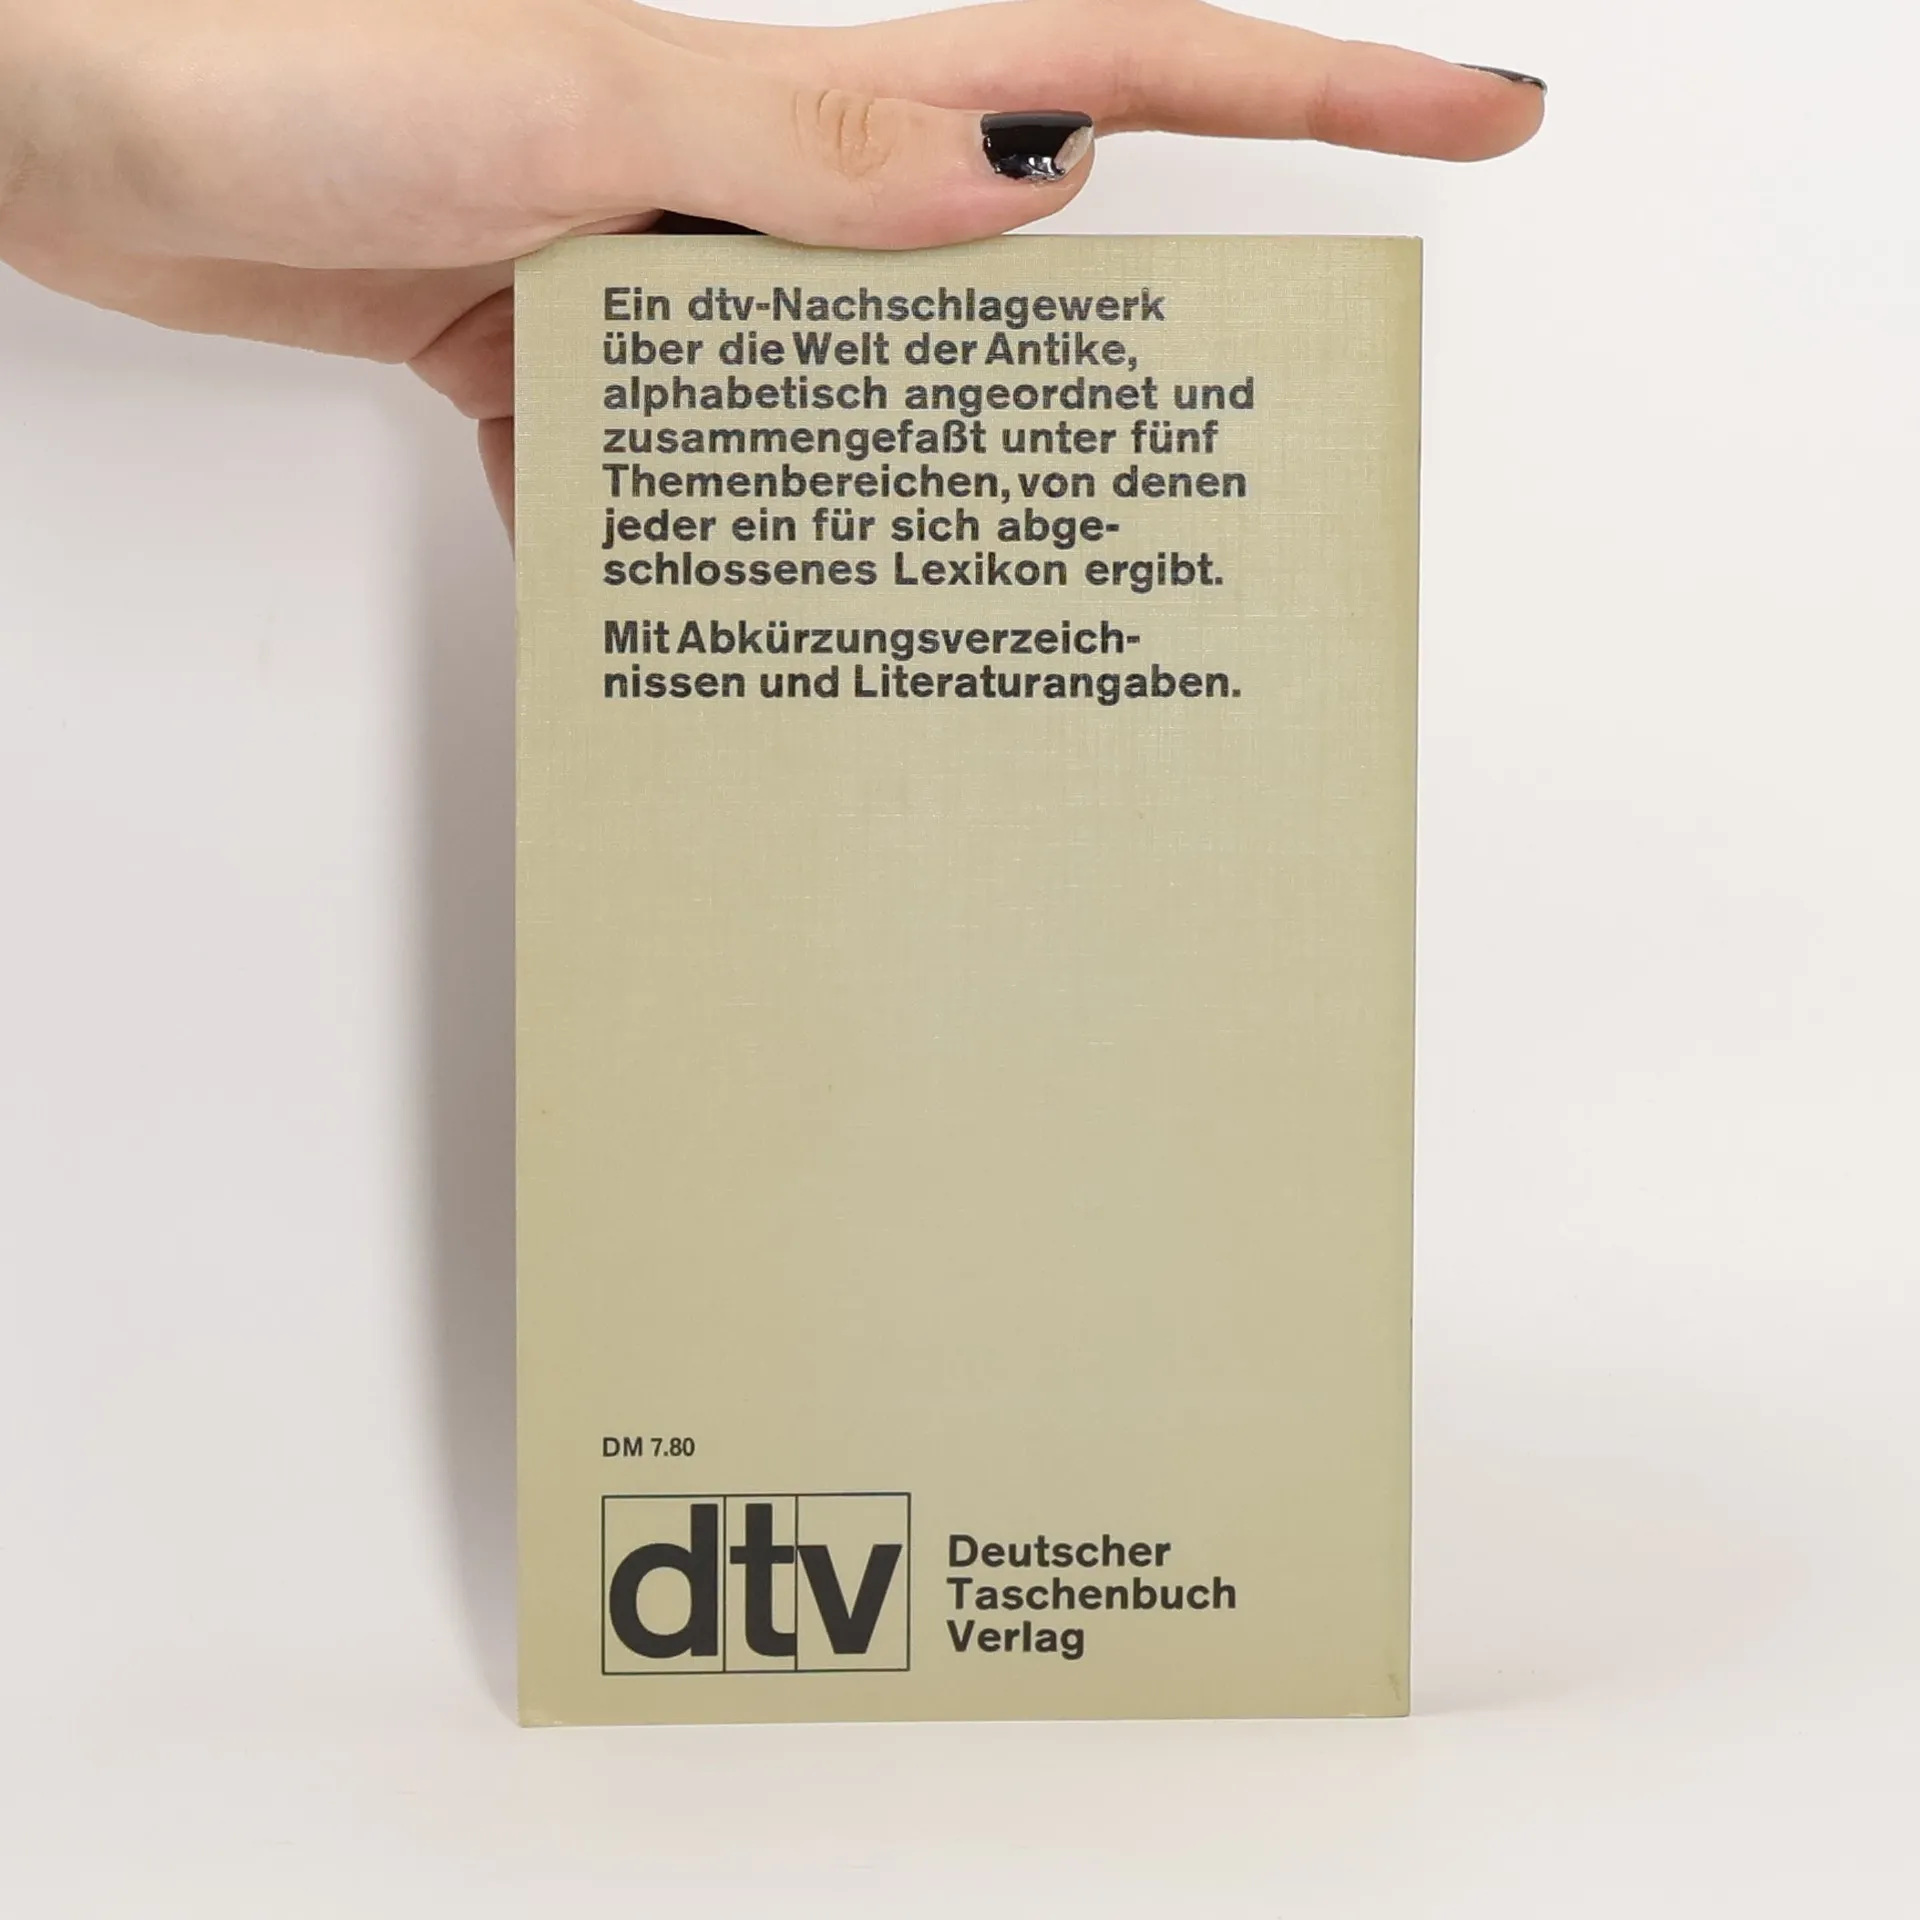 Ein dtv-Nachschlagewerk
über die Welt der Antike,
alphabetisch angeordnet und
zusammengefaßt unter fünf
Themenbereichen, von denen
jeder ein für sich abge-
schlossenes Lexikon ergibt.
Mit Abkürzungsverzeich-
nissen und Literaturangaben.
DM 7.80
dtv
Deutscher
Taschenbuch
Verlag